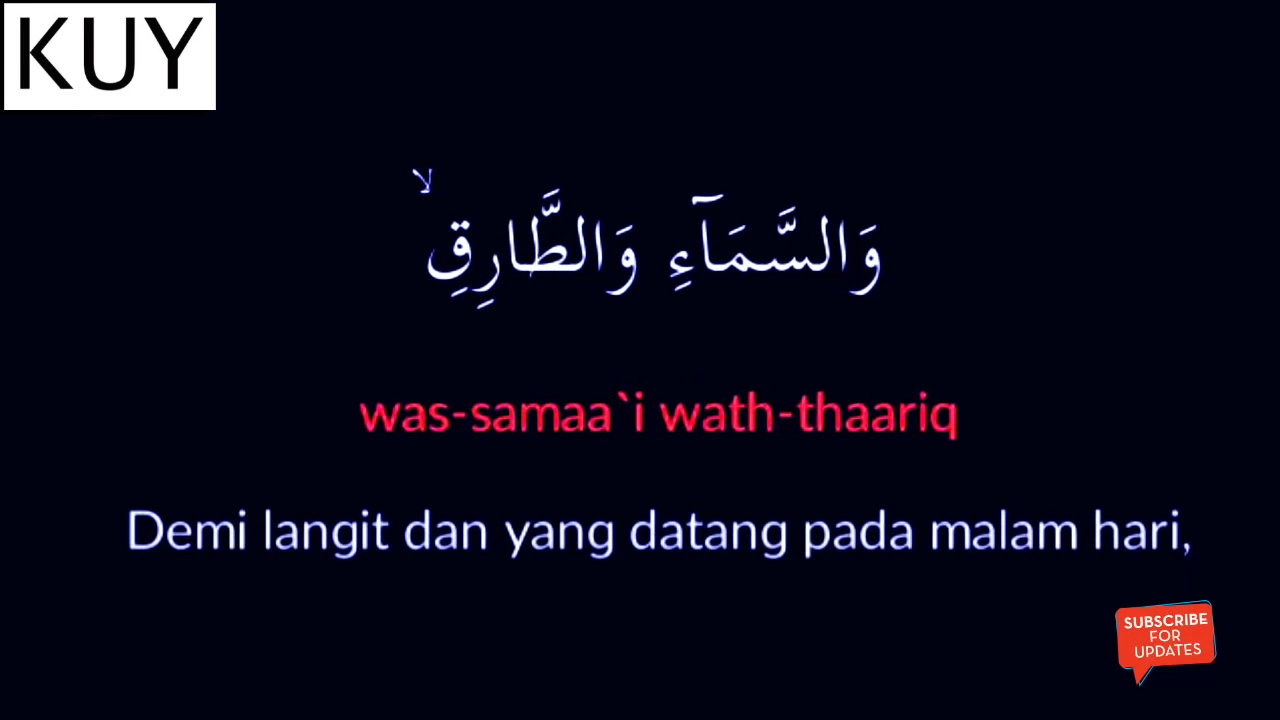 KUY
وَالسَّمَآءِ وَالطَّارِقِۙ
was-samaa`i wath-thaariq
Demi langit dan yang datang pada malam hari,
SUBSCRIBE
FOR
UPDATES